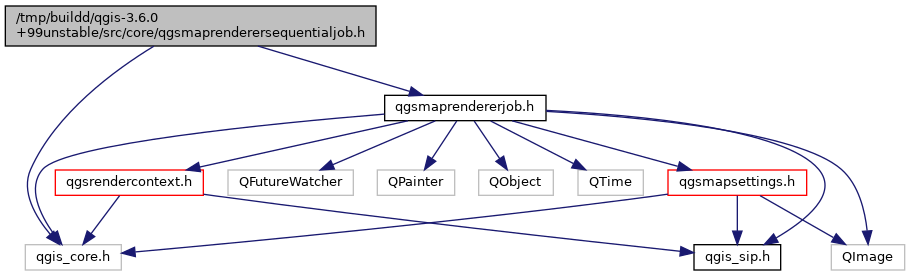 /tmp/buildd/qgis-3.6.0
+99unstable/src/core/qgsmaprenderersequentialjob.h
qgsmaprendererjob.h
qgsrendercontext.h
QFutureWatcher
QPainter
QObject
QTime
qgsmapsettings.h
qgis_core.h
qgis_sip.h
QImage